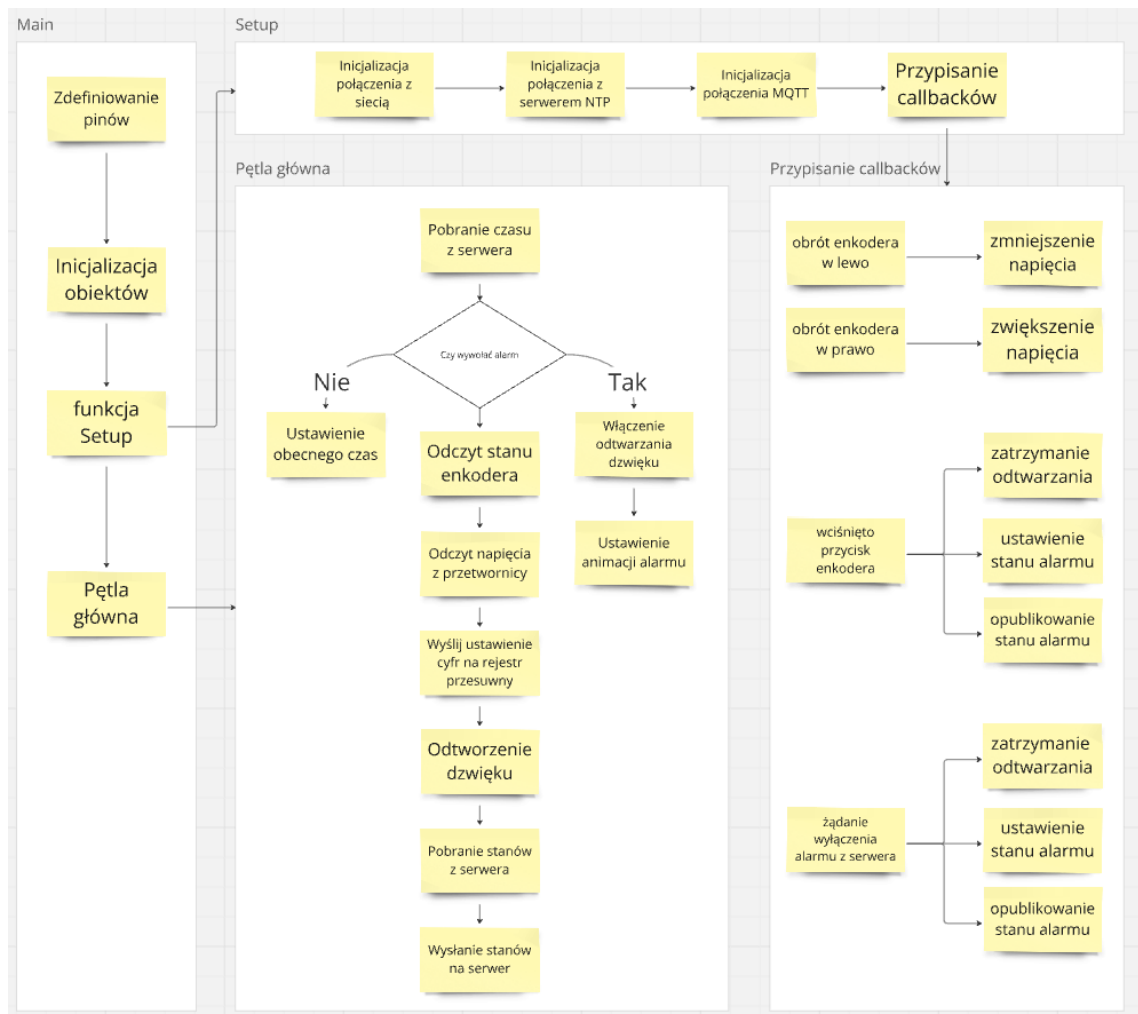 Main
Zdefiniowanie
pinów
Inicjalizacja
obiektów
funkcja
Setup
Pętla
główna
Setup
Inicjalizacja
połączenia z
siecią
Inicjalizacja
połączenia z
serwerem NTP
Inicjalizacja
połączenia MQTT
Przypisanie
callbacków
Pętla główna
Pobranie czasu
z serwera
Czy wywołać alarm
Nie
Tak
Ustawienie
obecnego czas
Włączenie
odtwarzania
dzwięku
Ustawienie
animacji alarmu
Odczyt stanu
enkodera
Odczyt napięcia
z przetwornicy
Wyślij ustawienie
cyfr na rejestr
przesuwny
Odtworzenie
dzwięku
Pobranie stanów
z serwera
Wysłanie stanów
na serwer
Przypisanie callbacków
obrót enkodera
w lewo
zmniejszenie
napięcia
obrót enkodera
w prawo
zwiększenie
napięcia
wciśnięto
przycisk
enkodera
zatrzymanie
odtwarzania
ustawienie
stanu alarmu
opublikowanie
stanu alarmu
żądanie
wyłączenia
alarmu z serwera
zatrzymanie
odtwarzania
ustawienie
stanu alarmu
opublikowanie
stanu alarmu